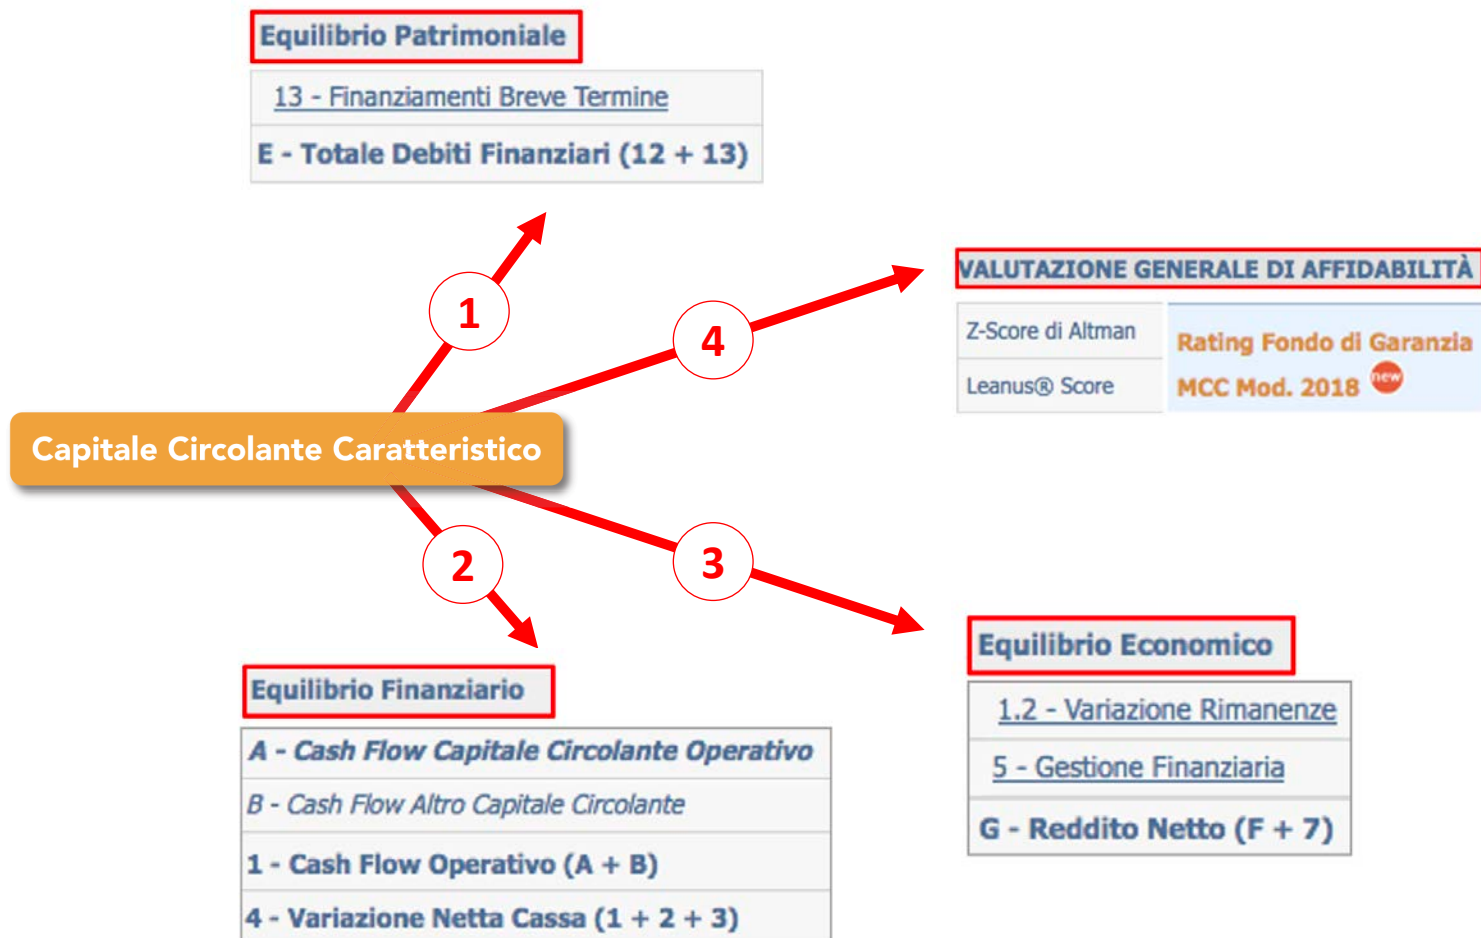 Equilibrio Patrimoniale
13 - Finanziamenti Breve Termine
E - Totale Debiti Finanziari (12 + 13)
1
4
VALUTAZIONE GENERALE DI AFFIDABILITÀ
Z-Score di Altman
Leanus® Score
Rating Fondo di Garanzia
MCC Mod. 2018 new
Capitale Circolante Caratteristico
2
3
Equilibrio Finanziario
A - Cash Flow Capitale Circolante Operativo
B - Cash Flow Altro Capitale Circolante
1 - Cash Flow Operativo (A + B)
4 - Variazione Netta Cassa (1 + 2 + 3)
Equilibrio Economico
1.2 - Variazione Rimanenze
5 - Gestione Finanziaria
G - Reddito Netto (F + 7)